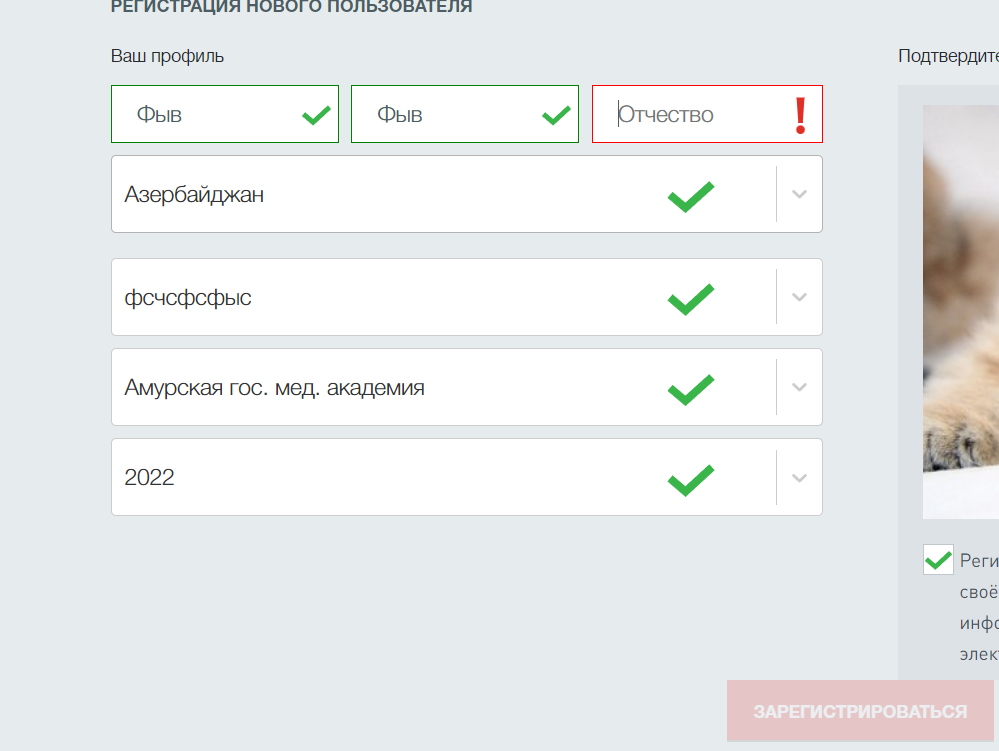 РЕГИСТРАЦИЯ НОВОГО ПОЛЬЗОВАТЕЛЯ
Ваш профиль
Фыв
Фыв
Отчество
Азербайджан
фсчсфсфыс
Амурская гос. мед. академия
2022
Подтвердите
Реги
своё
инфо
элек
ЗАРЕГИСТРИРОВАТЬСЯ